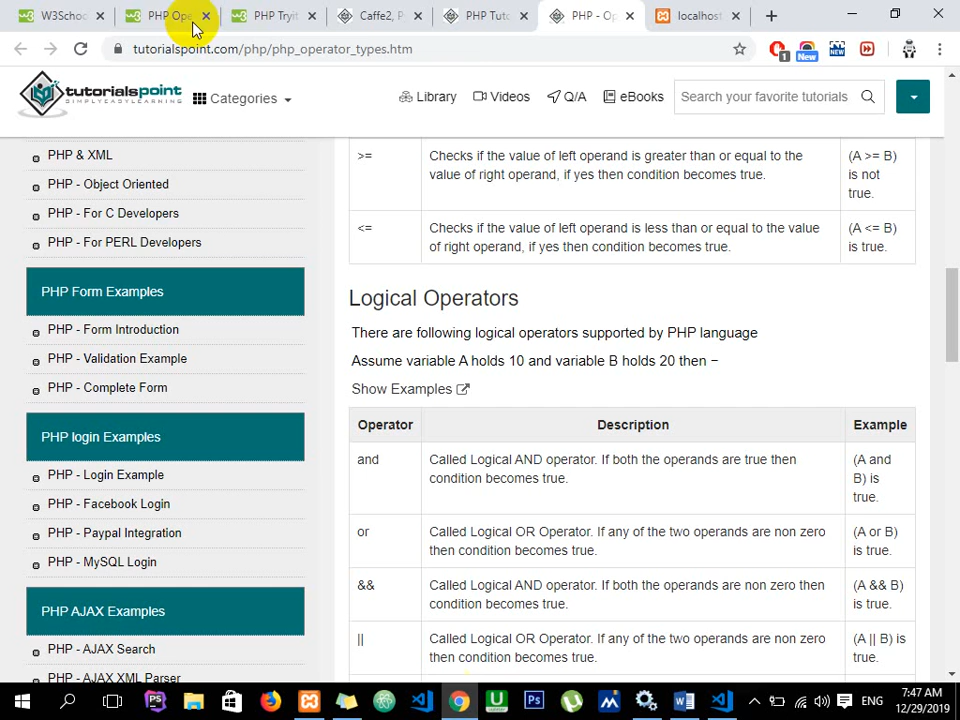 W3Scho
PHP Ope
PHP Tryit
Caffe2, P
PHP Tuto
PHP - Op
localhost
tutorialspoint.com/php/php_operator_types.htm
1
New
NEW
tutorialspoint
SIMPLYEASYLEARNING
Categories
Library
Videos
Q/A
eBooks
Search your favorite tutorials
PHP & XML
PHP - Object Oriented
PHP - For C Developers
PHP - For PERL Developers
PHP Form Examples
PHP - Form Introduction
PHP - Validation Example
PHP - Complete Form
PHP login Examples
PHP - Login Example
PHP - Facebook Login
PHP - Paypal Integration
PHP - MySQL Login
PHP AJAX Examples
PHP - AJAX Search
PHP - AJAX XML Parser
>= Checks if the value of left operand is greater than or equal to the (A >= B)
value of right operand, if yes then condition becomes true. is not
true.
<= Checks if the value of left operand is less than or equal to the value (A <= B)
of right operand, if yes then condition becomes true. is true.
Logical Operators
There are following logical operators supported by PHP language
Assume variable A holds 10 and variable B holds 20 then −
Show Examples
Operator Description Example
and Called Logical AND operator. If both the operands are true then (A and
condition becomes true. B) is
true.
or Called Logical OR Operator. If any of the two operands are non zero (A or B)
then condition becomes true. is true.
&& Called Logical AND operator. If both the operands are non zero then (A && B)
condition becomes true. is true.
|| Called Logical OR Operator. If any of the two operands are non zero (A || B) is
then condition becomes true. true.
PS
U
Ps
W
ENG
7:47 AM
12/29/2019